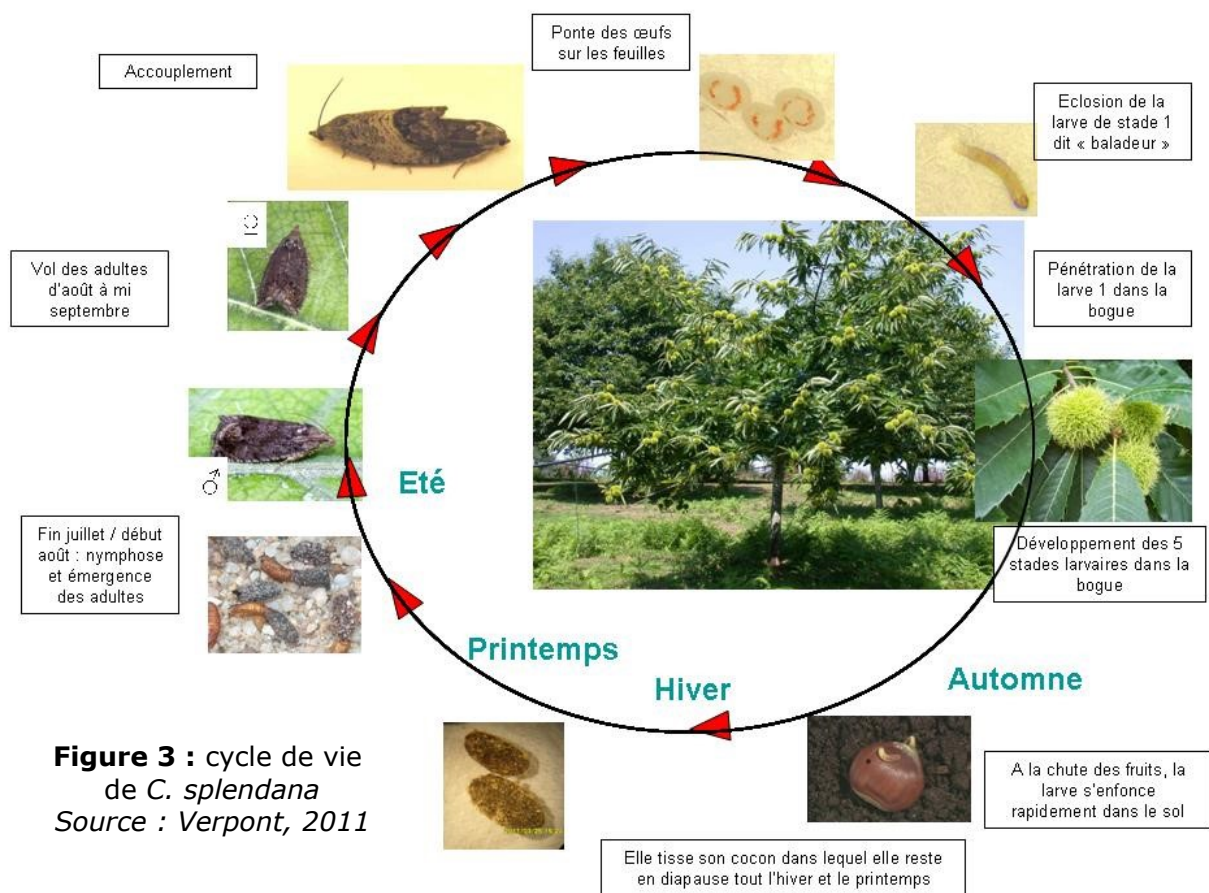 Ponte des œufs
sur les feuilles
Accouplement
Eclosion de la
larve de stade 1
dit « baladeur »
Vol des adultes
d'août à mi
septembre
Pénétration de la
larve 1 dans la
bogue
♀
♂
Eté
Fin juillet / début
août : nymphose
et émergence
des adultes
Développement des 5
stades larvaires dans la
bogue
Printemps
Hiver
Automne
A la chute des fruits, la
larve s'enfonce
rapidement dans le sol
Elle tisse son cocon dans lequel elle reste
en diapause tout l'hiver et le printemps
Figure 3 : cycle de vie
de C. splendana
Source : Verpont, 2011